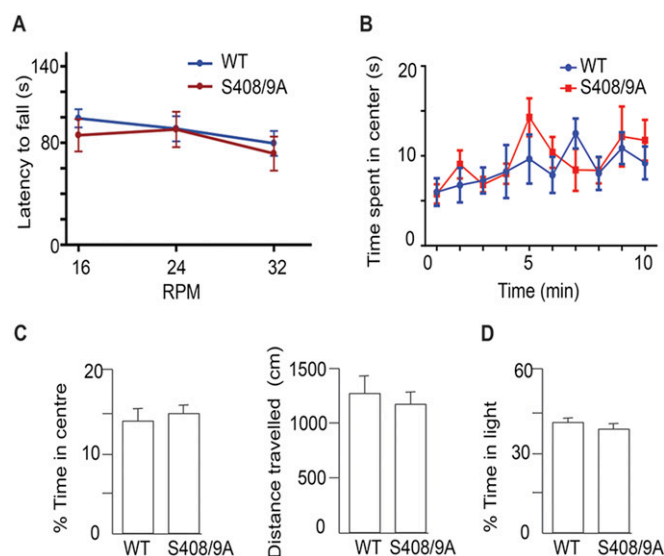 A
WT
S408/9A
Latency to fall (s)
140
80
0
16
24
32
RPM
B
WT
S408/9A
Time spent in center (s)
20
10
0
0
5
10
Time (min)
C
% Time in centre
20
10
0
WT
S408/9A
Distance travelled (cm)
1500
1000
500
0
WT
S408/9A
D
% Time in light
60
30
0
WT
S408/9A